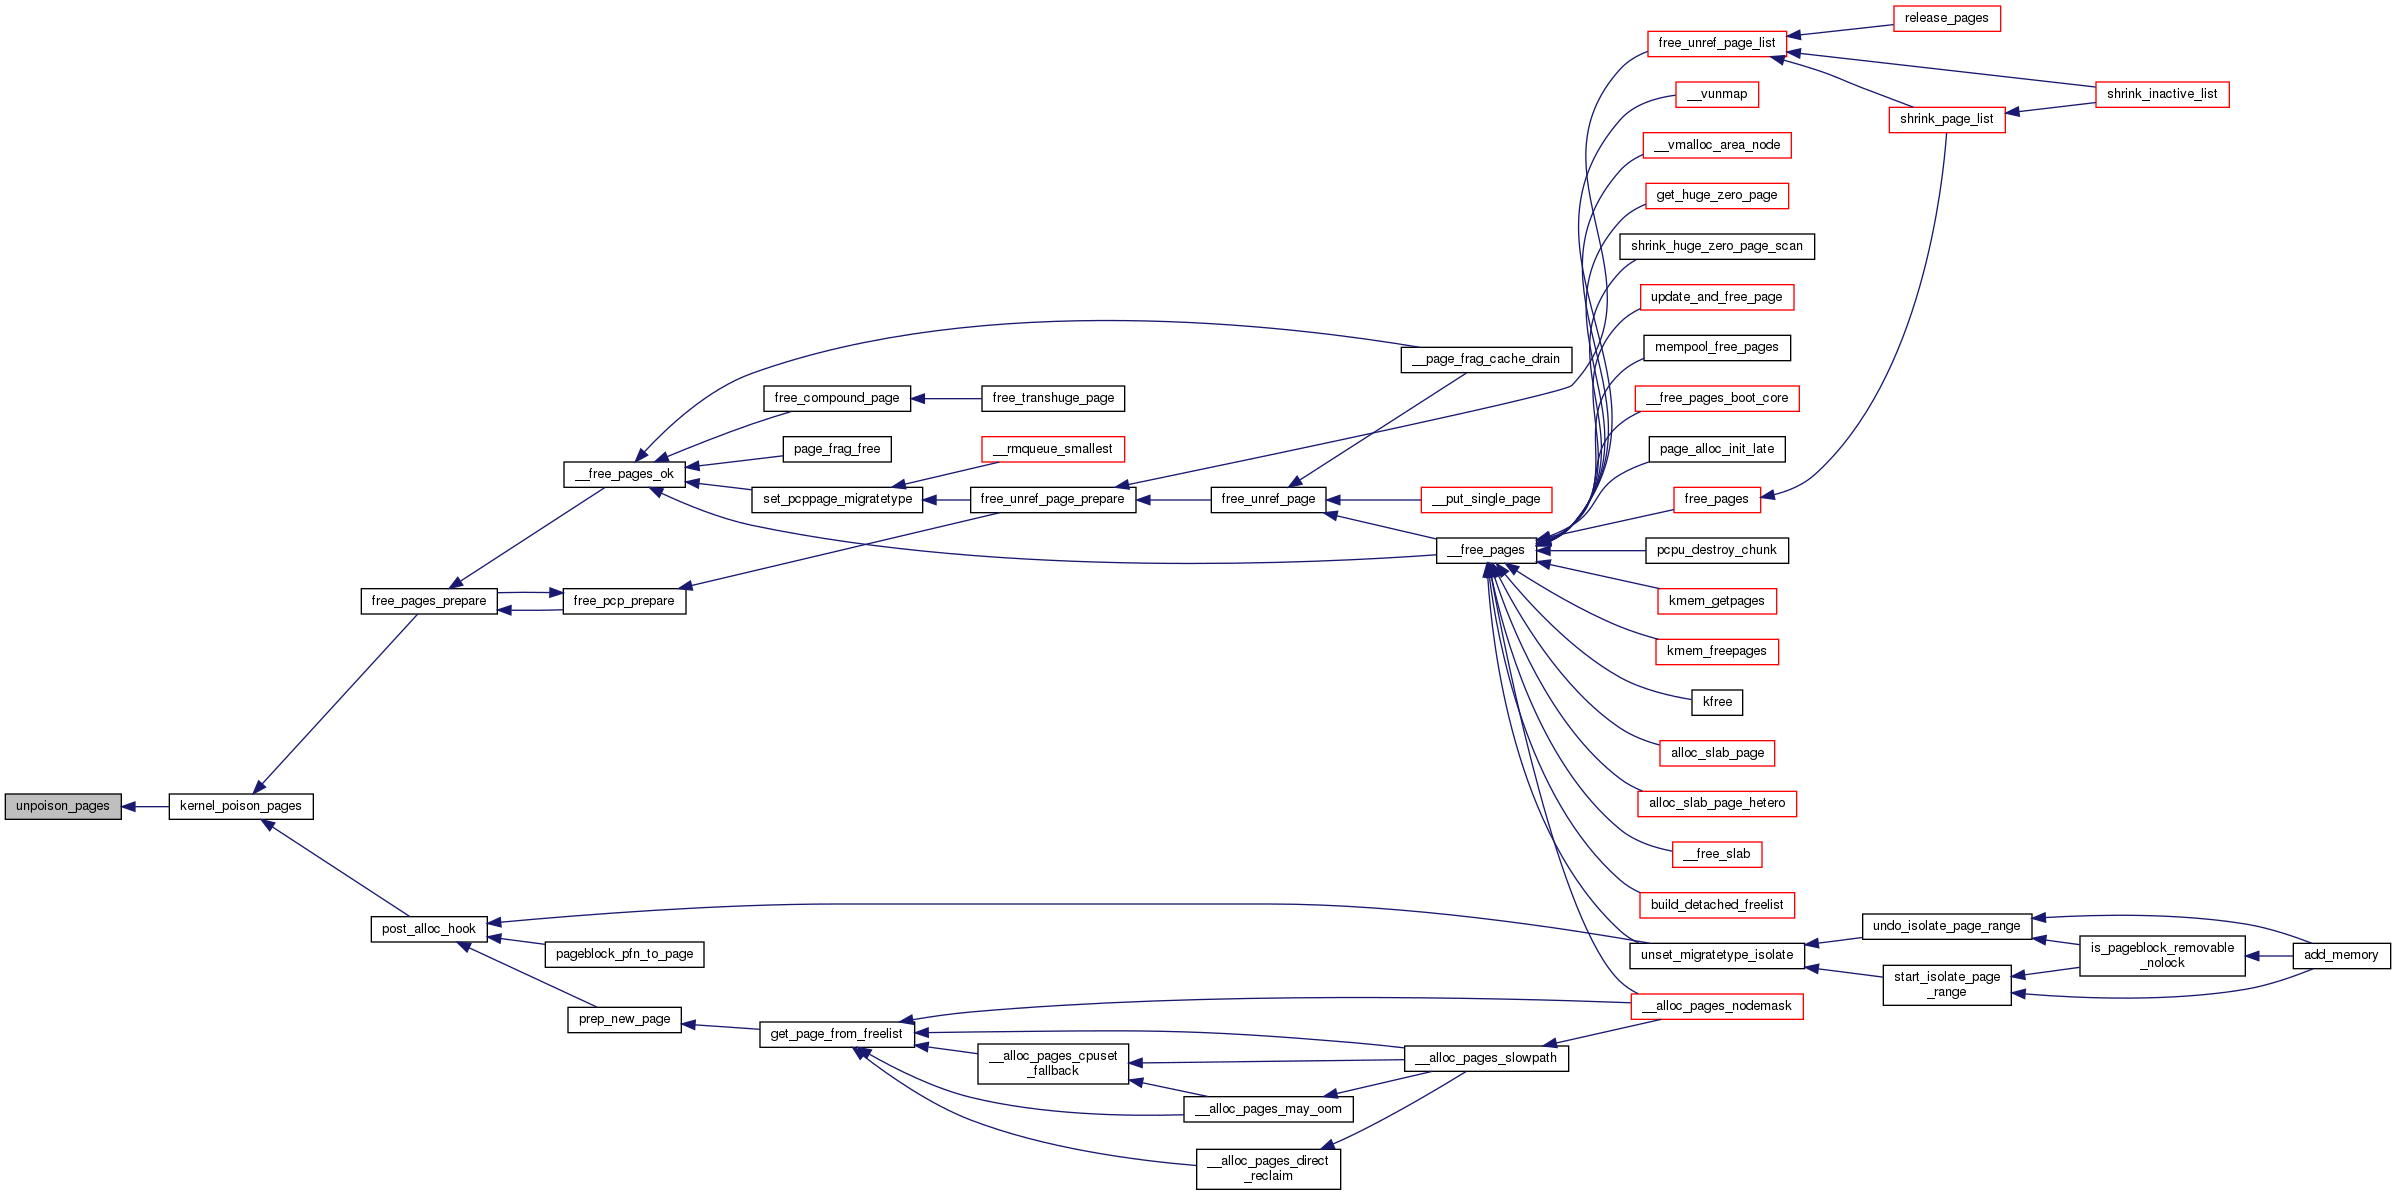 release_pages
free_unref_page_list
__vunmap
shrink_inactive_list
shrink_page_list
__vmalloc_area_node
get_huge_zero_page
shrink_huge_zero_page_scan
update_and_free_page
mempool_free_pages
__page_frag_cache_drain
free_compound_page
free_transhuge_page
__free_pages_boot_core
page_frag_free
__rmqueue_smallest
page_alloc_init_late
__free_pages_ok
set_pcppage_migratetype
free_unref_page_prepare
free_unref_page
__put_single_page
free_pages
__free_pages
pcpu_destroy_chunk
free_pages_prepare
free_pcp_prepare
kmem_getpages
kmem_freepages
kfree
alloc_slab_page
unpoison_pages
kernel_poison_pages
alloc_slab_page_hetero
__free_slab
build_detached_freelist
post_alloc_hook
pageblock_pfn_to_page
unset_migratetype_isolate
undo_isolate_page_range
is_pageblock_removable
_nolock
add_memory
start_isolate_page
_range
prep_new_page
get_page_from_freelist
__alloc_pages_nodemask
__alloc_pages_cpuset
_fallback
__alloc_pages_slowpath
__alloc_pages_may_oom
__alloc_pages_direct
_reclaim